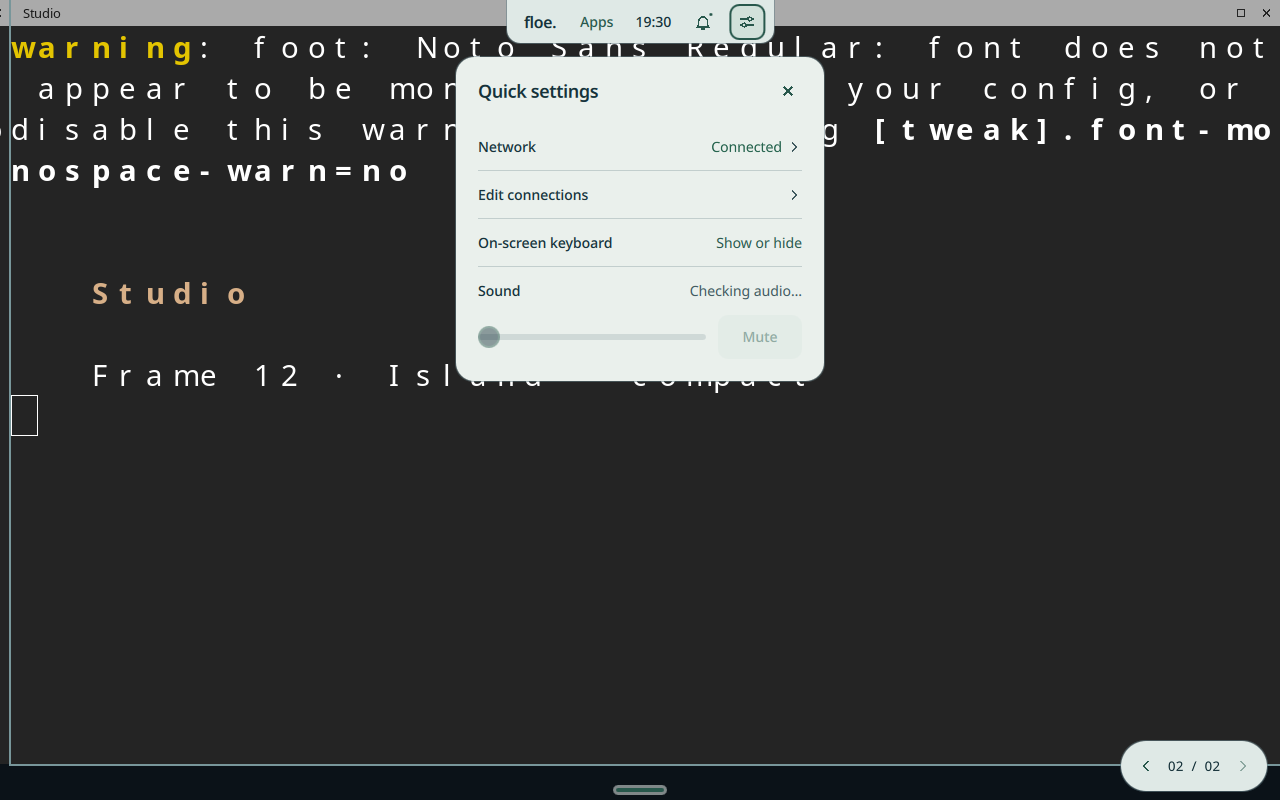 Studio
floe. Apps 19:30
warning: foot: Noto Sans Regular: font does not
appear to be your config, or
disable this [tweak].font-mo
nospace-warn=no
Quick settings
Network Connected
Edit connections
On-screen keyboard Show or hide
Sound Checking audio...
Mute
Studio
Frame 12 · Island compact
02 / 02